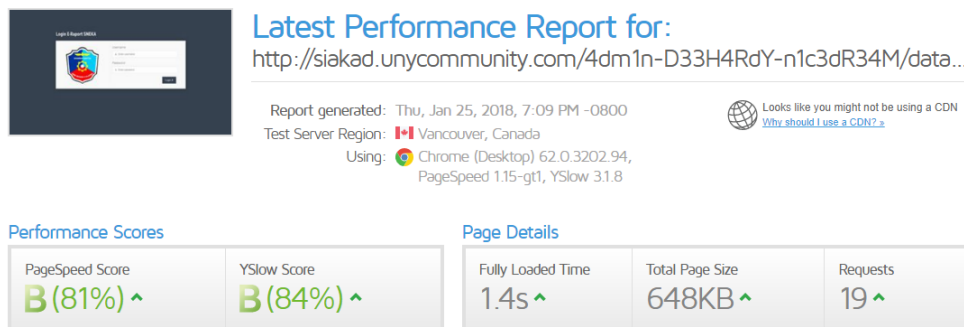 Latest Performance Report for:
http://siakad.unycommunity.com/4dm1n-D33H4RdY-n1c3dR34M/data...
Login E-Raport SMEKA
Report generated: Thu, Jan 25, 2018, 7:09 PM -0800
Test Server Region: Vancouver, Canada
Using: Chrome (Desktop) 62.0.3202.94,
PageSpeed 1.15-gt1, YSlow 3.1.8
Looks like you might not be using a CDN
Why should I use a CDN? »
Performance Scores
PageSpeed Score
B (81%)
YSlow Score
B (84%)
Page Details
Fully Loaded Time
1.4s
Total Page Size
648KB
Requests
19